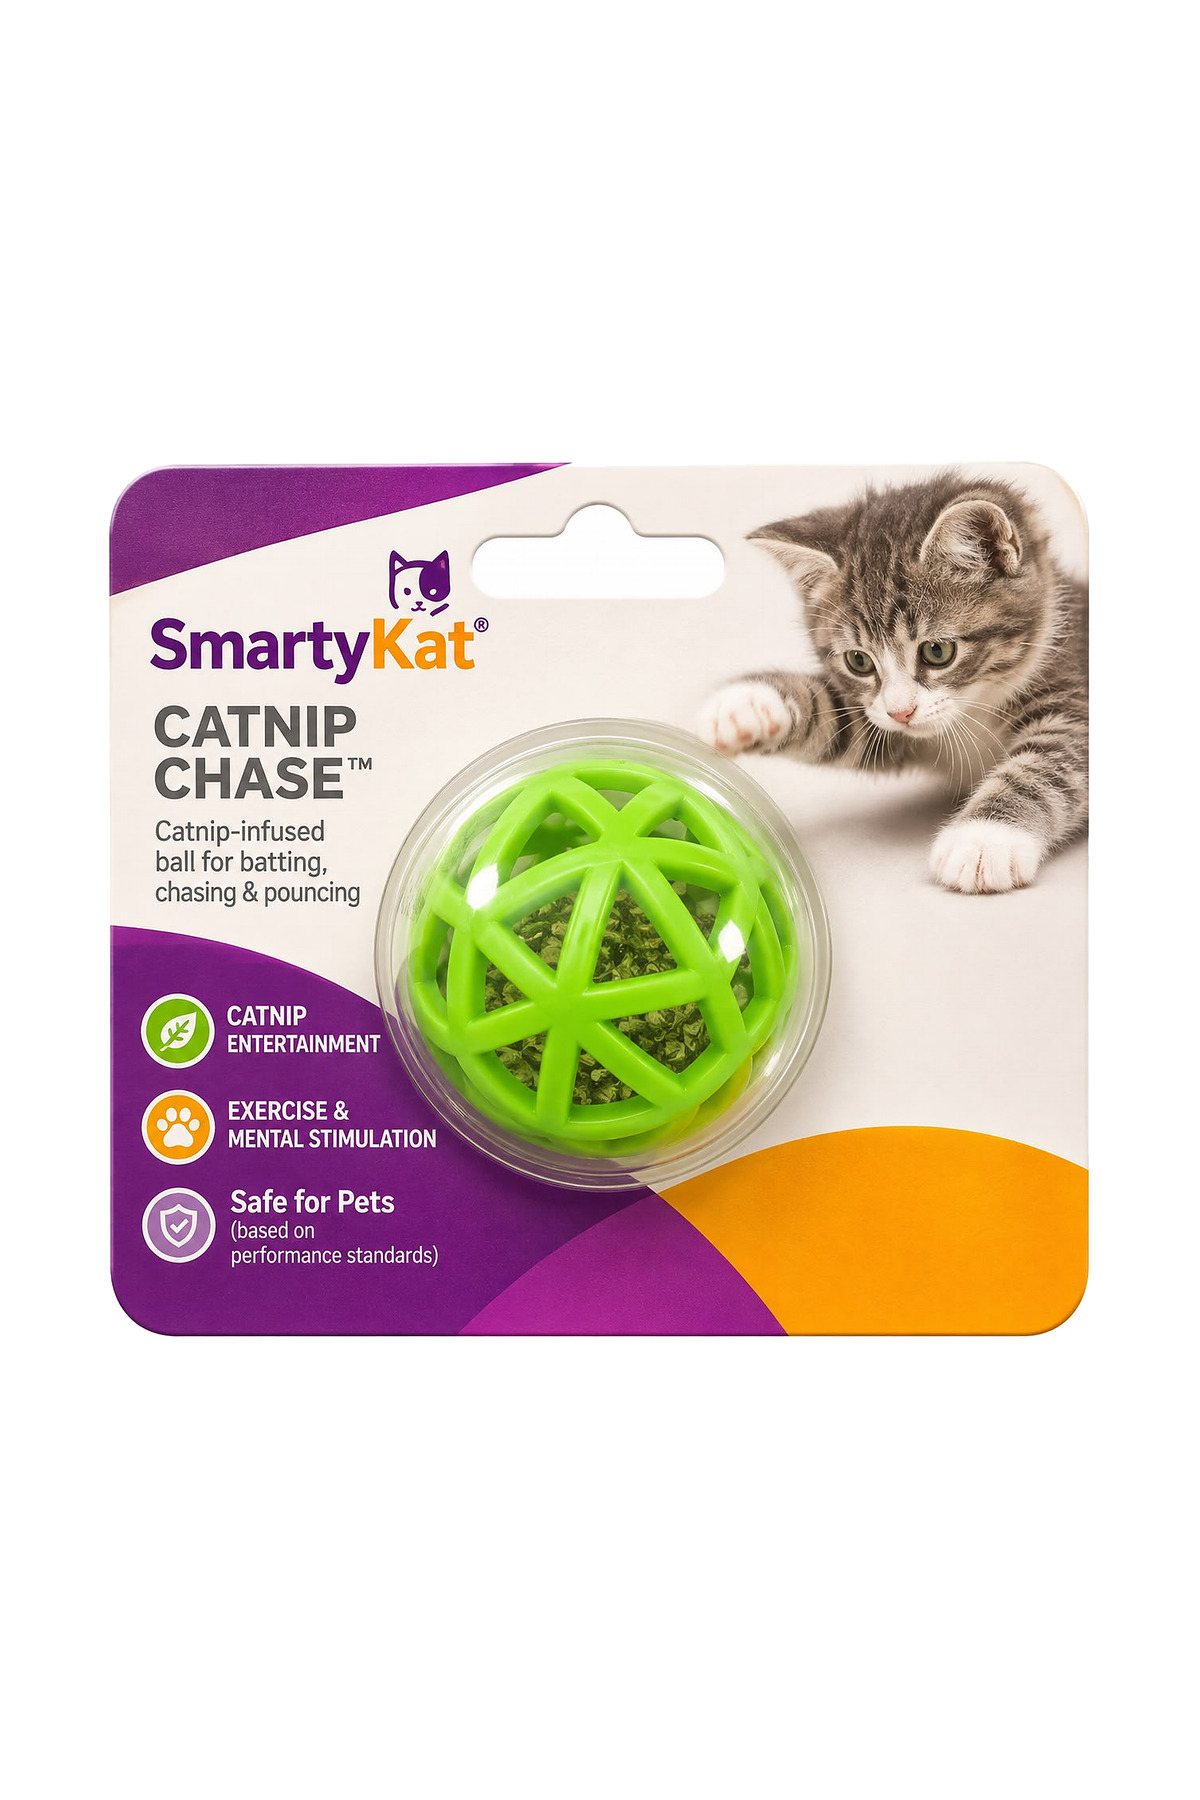 SmartyKat®
CATNIP
CHASE™
Catnip-infused
ball for batting,
chasing & pouncing
CATNIP
ENTERTAINMENT
EXERCISE &
MENTAL STIMULATION
Safe for Pets
(based on
performance standards)